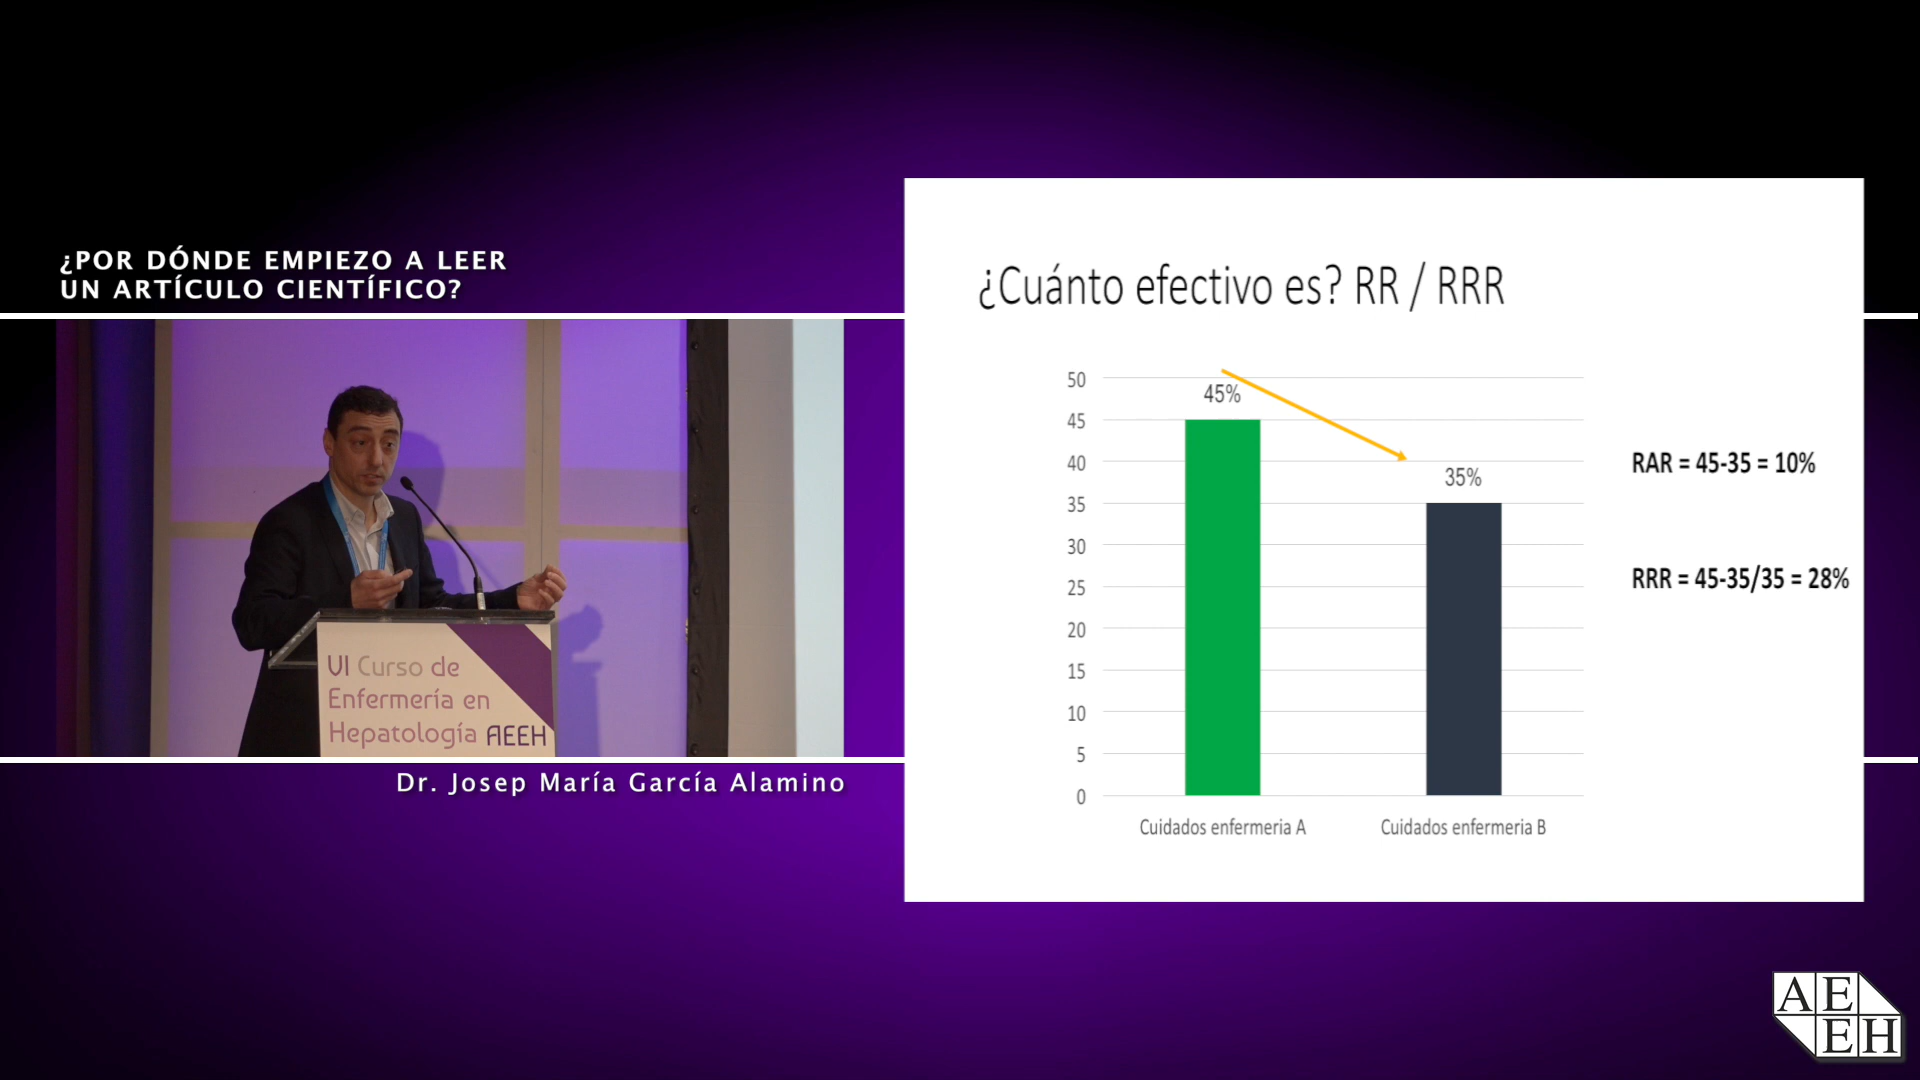 ¿POR DÓNDE EMPIEZO A LEER
UN ARTÍCULO CIENTÍFICO?
VI Curso de
Enfermería en
Hepatología AEEH
Dr. Josep María García Alamino
¿Cuánto efectivo es? RR / RRR
50
45
40
35
30
25
20
15
10
5
0
45%
35%
Cuidados enfermeria A
Cuidados enfermeria B
RAR = 45-35 = 10%
RRR = 45-35/35 = 28%
AE
EH